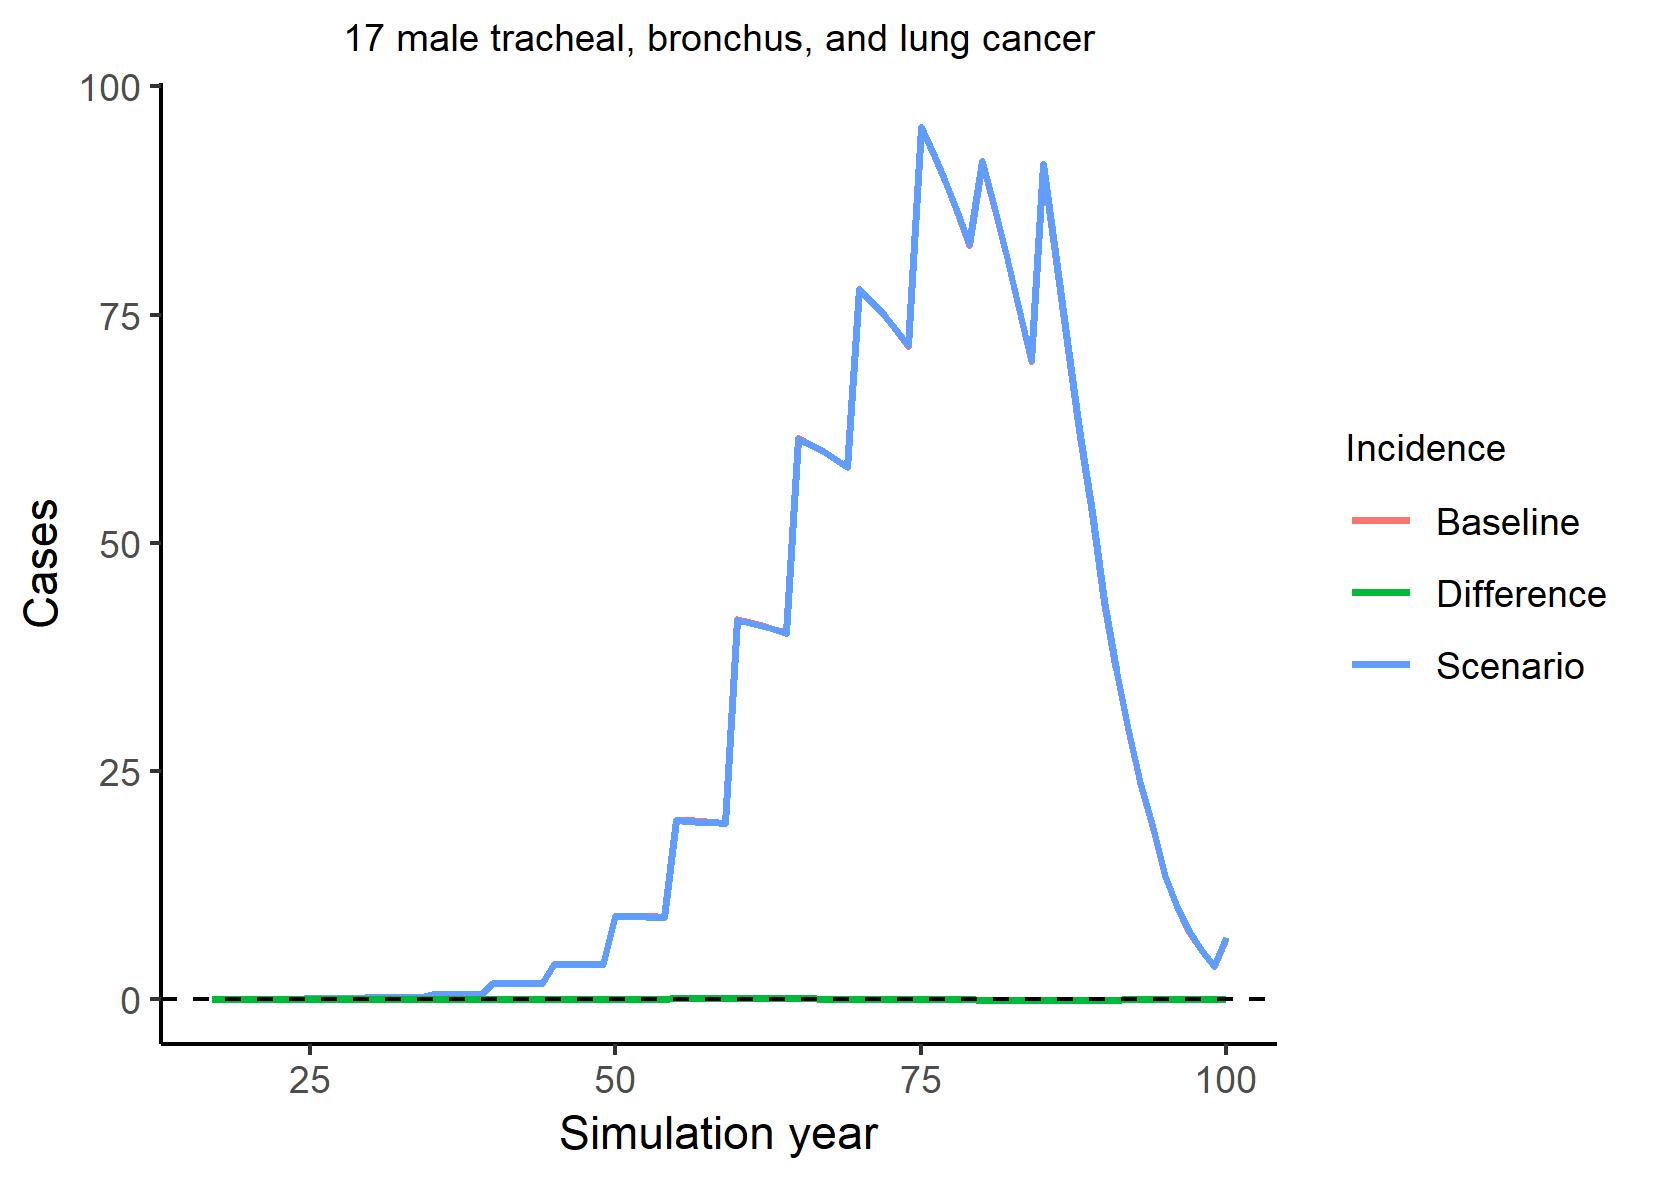 17 male tracheal, bronchus, and lung cancer
100
75
50
25
0
Cases
25 50 75 100
Simulation year
Incidence
Baseline
Difference
Scenario